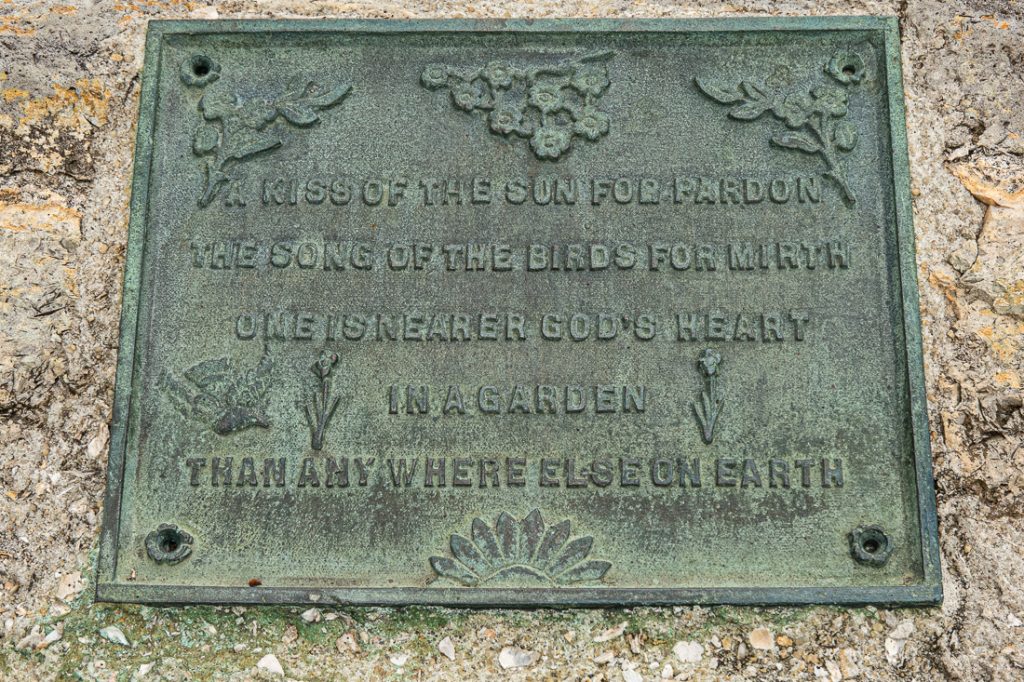 A KISS OF THE SUN FOR PARDON
THE SONG OF THE BIRDS FOR MIRTH
ONE IS NEARER GOD'S HEART
IN A GARDEN
THAN ANY WHERE ELSE ON EARTH